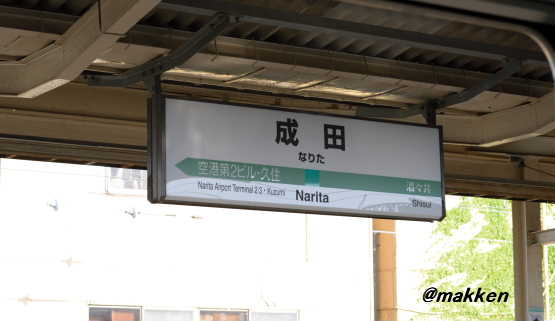 成田
なりた
空港第2ビル・久住
Narita Airport Terminal 2·3・Kuzumi
Narita
酒々井
Shisui
@makken